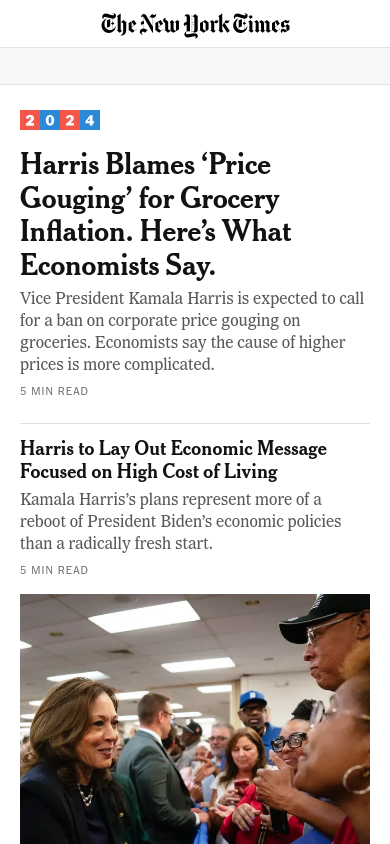 The New York Times
2024
Harris Blames ‘Price
Gouging’ for Grocery
Inflation. Here’s What
Economists Say.
Vice President Kamala Harris is expected to call
for a ban on corporate price gouging on
groceries. Economists say the cause of higher
prices is more complicated.
5 MIN READ
Harris to Lay Out Economic Message
Focused on High Cost of Living
Kamala Harris’s plans represent more of a
reboot of President Biden’s economic policies
than a radically fresh start.
5 MIN READ